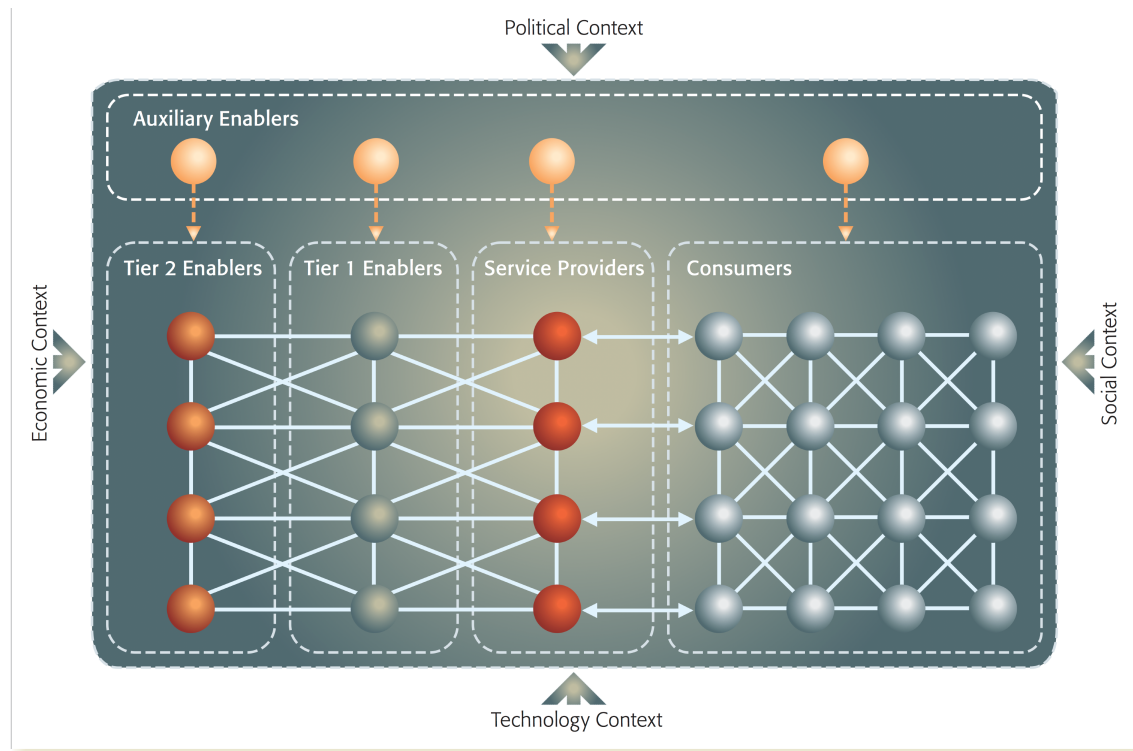 Political Context
Auxiliary Enablers
Tier 2 Enablers
Tier 1 Enablers
Service Providers
Consumers
Economic Context
Social Context
Technology Context